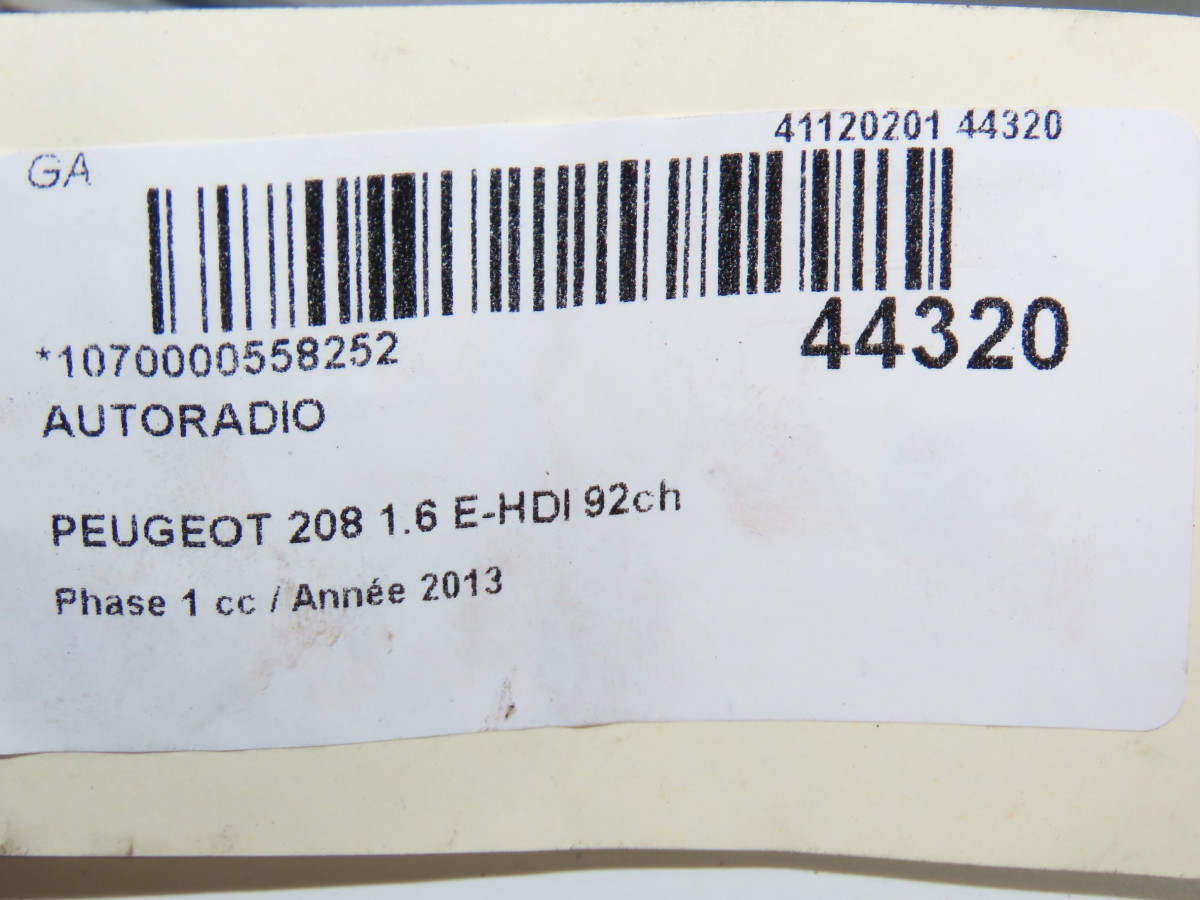 41120201 44320
GA
44320
*1070000558252
AUTORADIO
PEUGEOT 208 1.6 E-HDI 92ch
Phase 1 cc / Année 2013